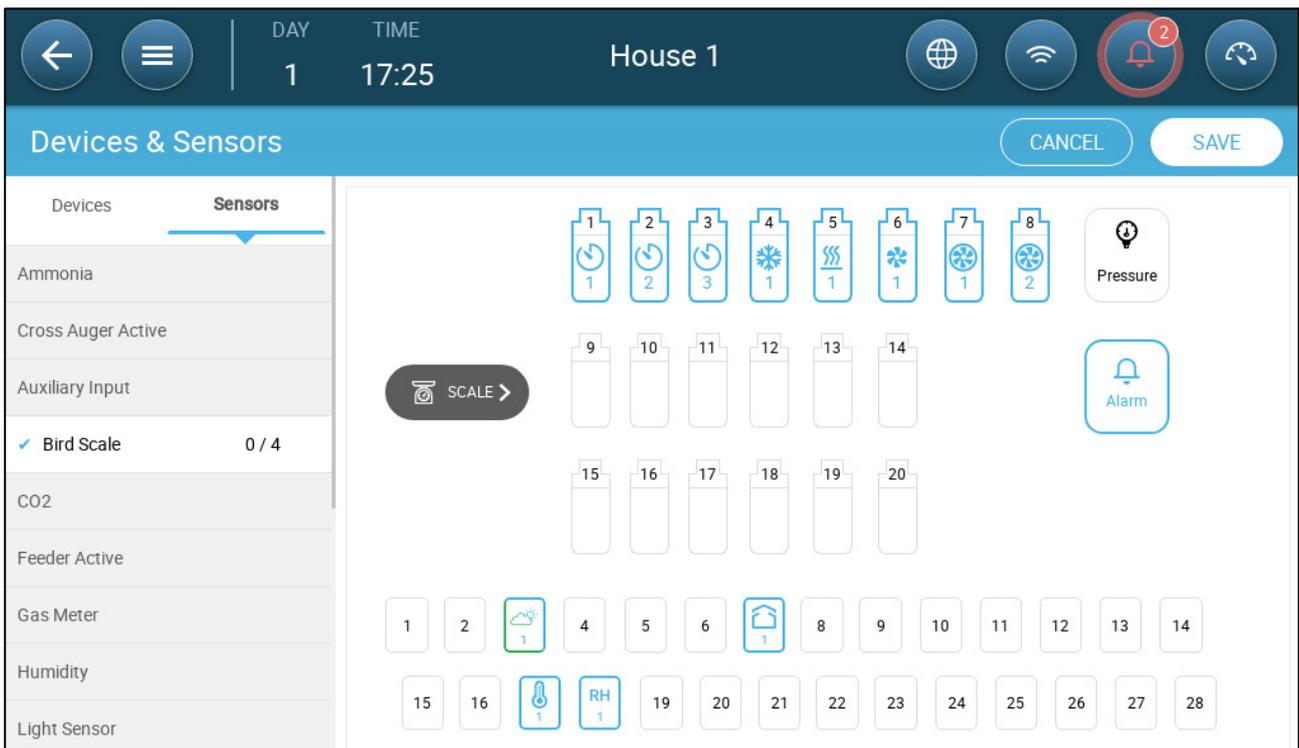 DAY TIME
1 17:25 House 1 2
Devices & Sensors CANCEL SAVE
Devices Sensors
Ammonia
Cross Auger Active
Auxiliary Input
Bird Scale 0 / 4
CO2
Feeder Active
Gas Meter
Humidity
Light Sensor
1 2 3 4 5 6 7 8
1 2 3 1 1 1 1 2
Pressure
9 10 11 12 13 14
SCALE
Alarm
15 16 17 18 19 20
1 2 1 4 5 6 1 8 9 10 11 12 13 14
15 16 1 RH 1 19 20 21 22 23 24 25 26 27 28